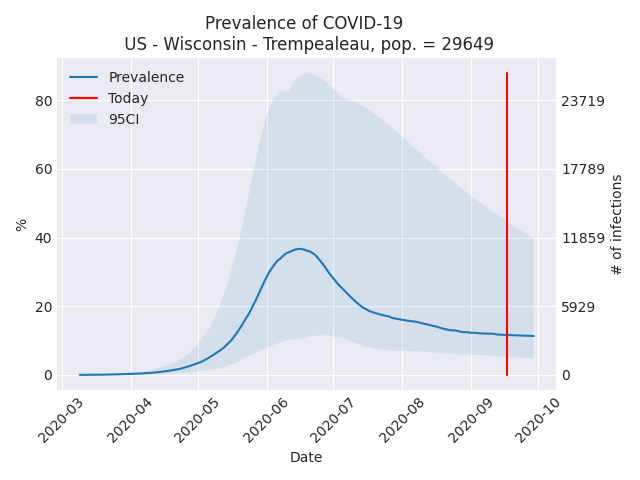 Prevalence of COVID-19
US - Wisconsin - Trempealeau, pop. = 29649
Prevalence
Today
95CI
80
60
40
20
0
%
23719
17789
11859
5929
0
# of infections
2020-03
2020-04
2020-05
2020-06
2020-07
2020-08
2020-09
2020-10
Date